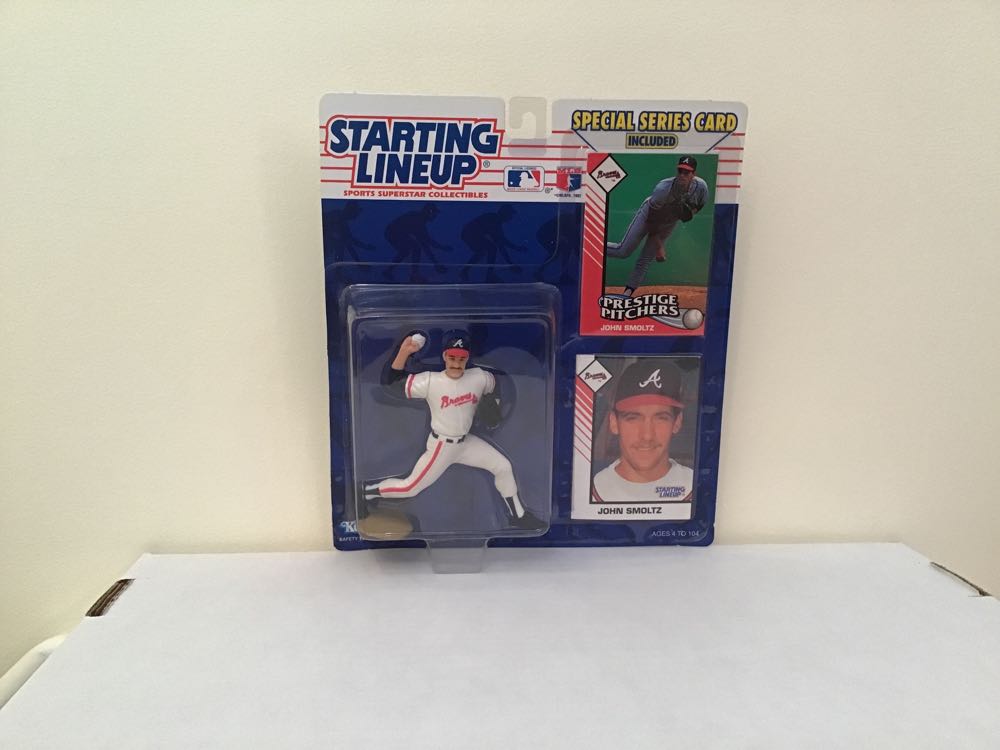 STARTING
LINEUP®
SPORTS SUPERSTAR COLLECTIBLES
SPECIAL SERIES CARD
INCLUDED
Braves
PRESTIGE
PITCHERS
JOHN SMOLTZ
A
Braves
Braves
A
STARTING
LINEUP®
JOHN SMOLTZ
AGES 4 TO 104